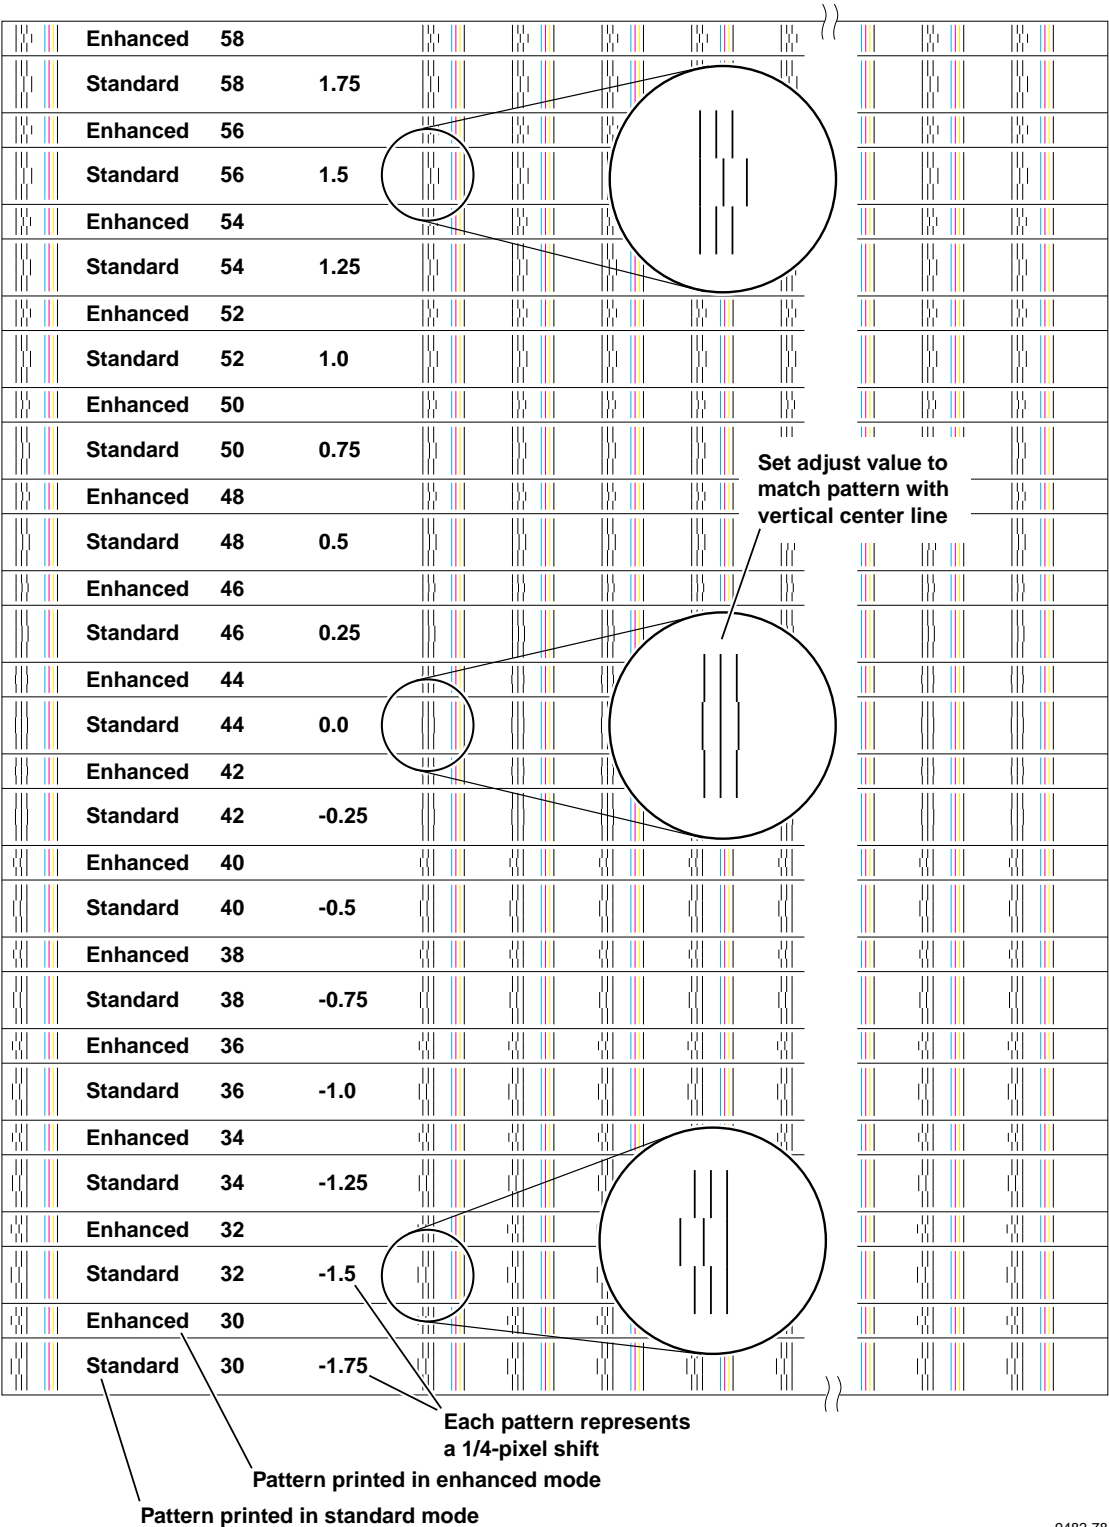 Enhanced 58
Standard 58 1.75
Enhanced 56
Standard 56 1.5
Enhanced 54
Standard 54 1.25
Enhanced 52
Standard 52 1.0
Enhanced 50
Standard 50 0.75
Set adjust value to
match pattern with
vertical center line
Enhanced 48
Standard 48 0.5
Enhanced 46
Standard 46 0.25
Enhanced 44
Standard 44 0.0
Enhanced 42
Standard 42 -0.25
Enhanced 40
Standard 40 -0.5
Enhanced 38
Standard 38 -0.75
Enhanced 36
Standard 36 -1.0
Enhanced 34
Standard 34 -1.25
Enhanced 32
Standard 32 -1.5
Enhanced 30
Standard 30 -1.75
Each pattern represents
a 1/4-pixel shift
Pattern printed in enhanced mode
Pattern printed in standard mode